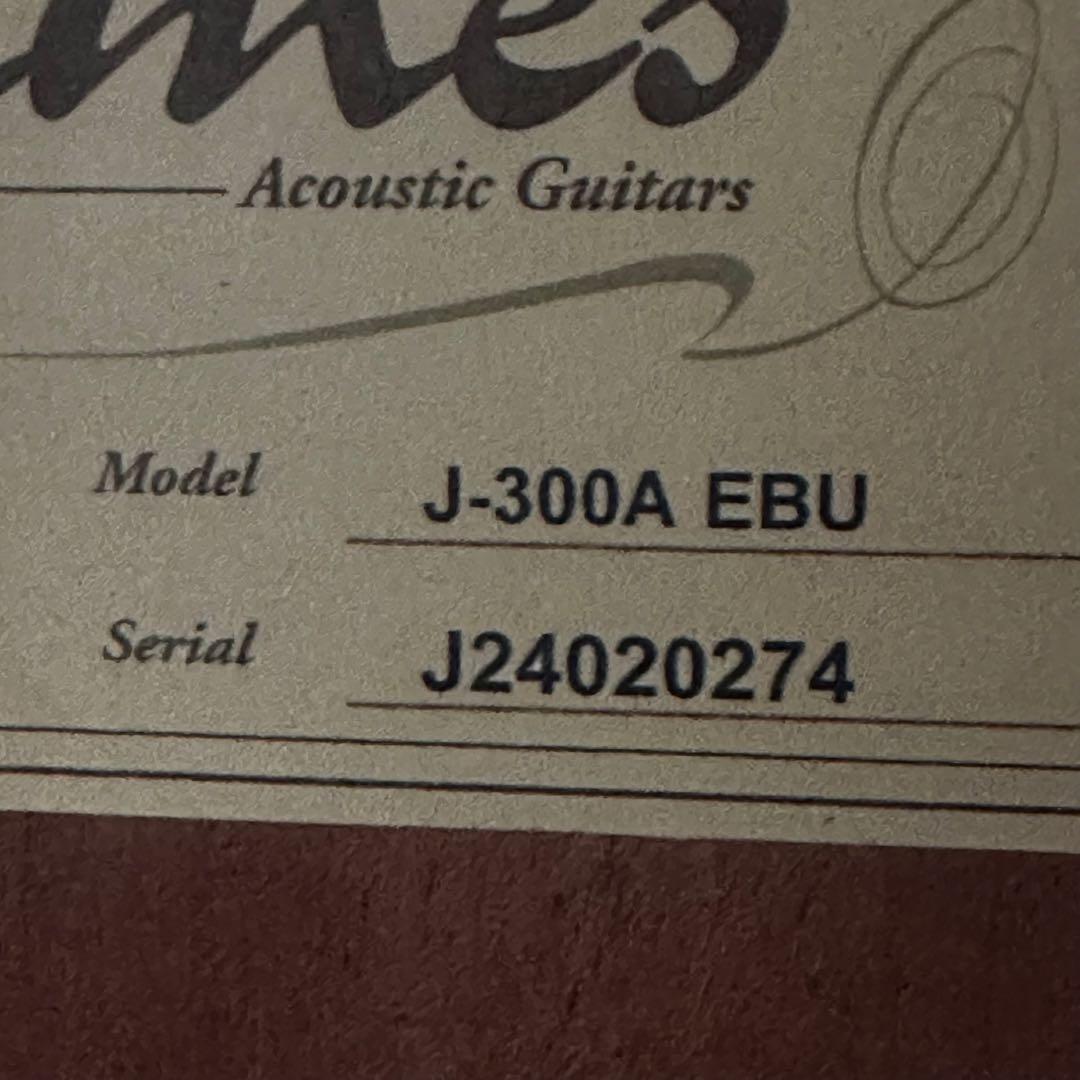 Acoustic Guitars
Model J-300A EBU
Serial J24020274